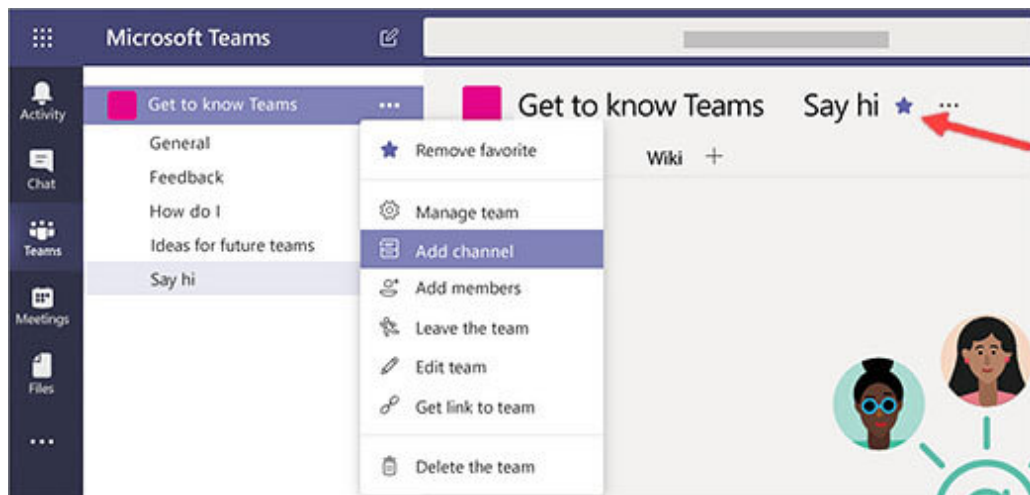 Microsoft Teams
Activity
Chat
Teams
Meetings
Files
Get to know Teams
General
Feedback
How do I
Ideas for future teams
Say hi
Remove favorite
Manage team
Add channel
Add members
Leave the team
Edit team
Get link to team
Delete the team
Get to know Teams Say hi
Wiki